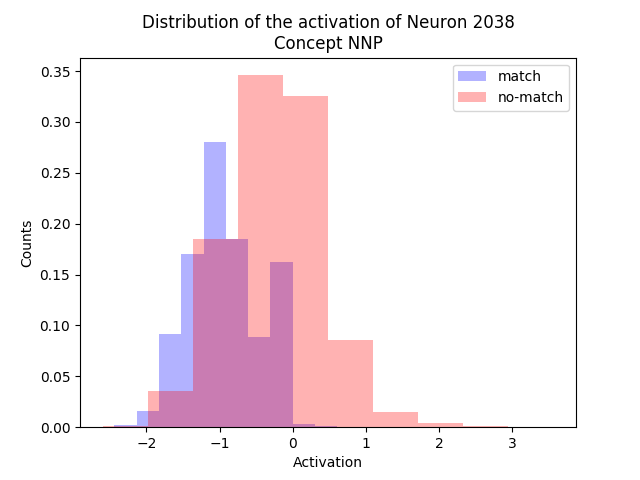 Distribution of the activation of Neuron 2038
Concept NNP
match
no-match
0.35
0.30
0.25
0.20
0.15
0.10
0.05
0.00
Counts
−2
−1
0
1
2
3
Activation